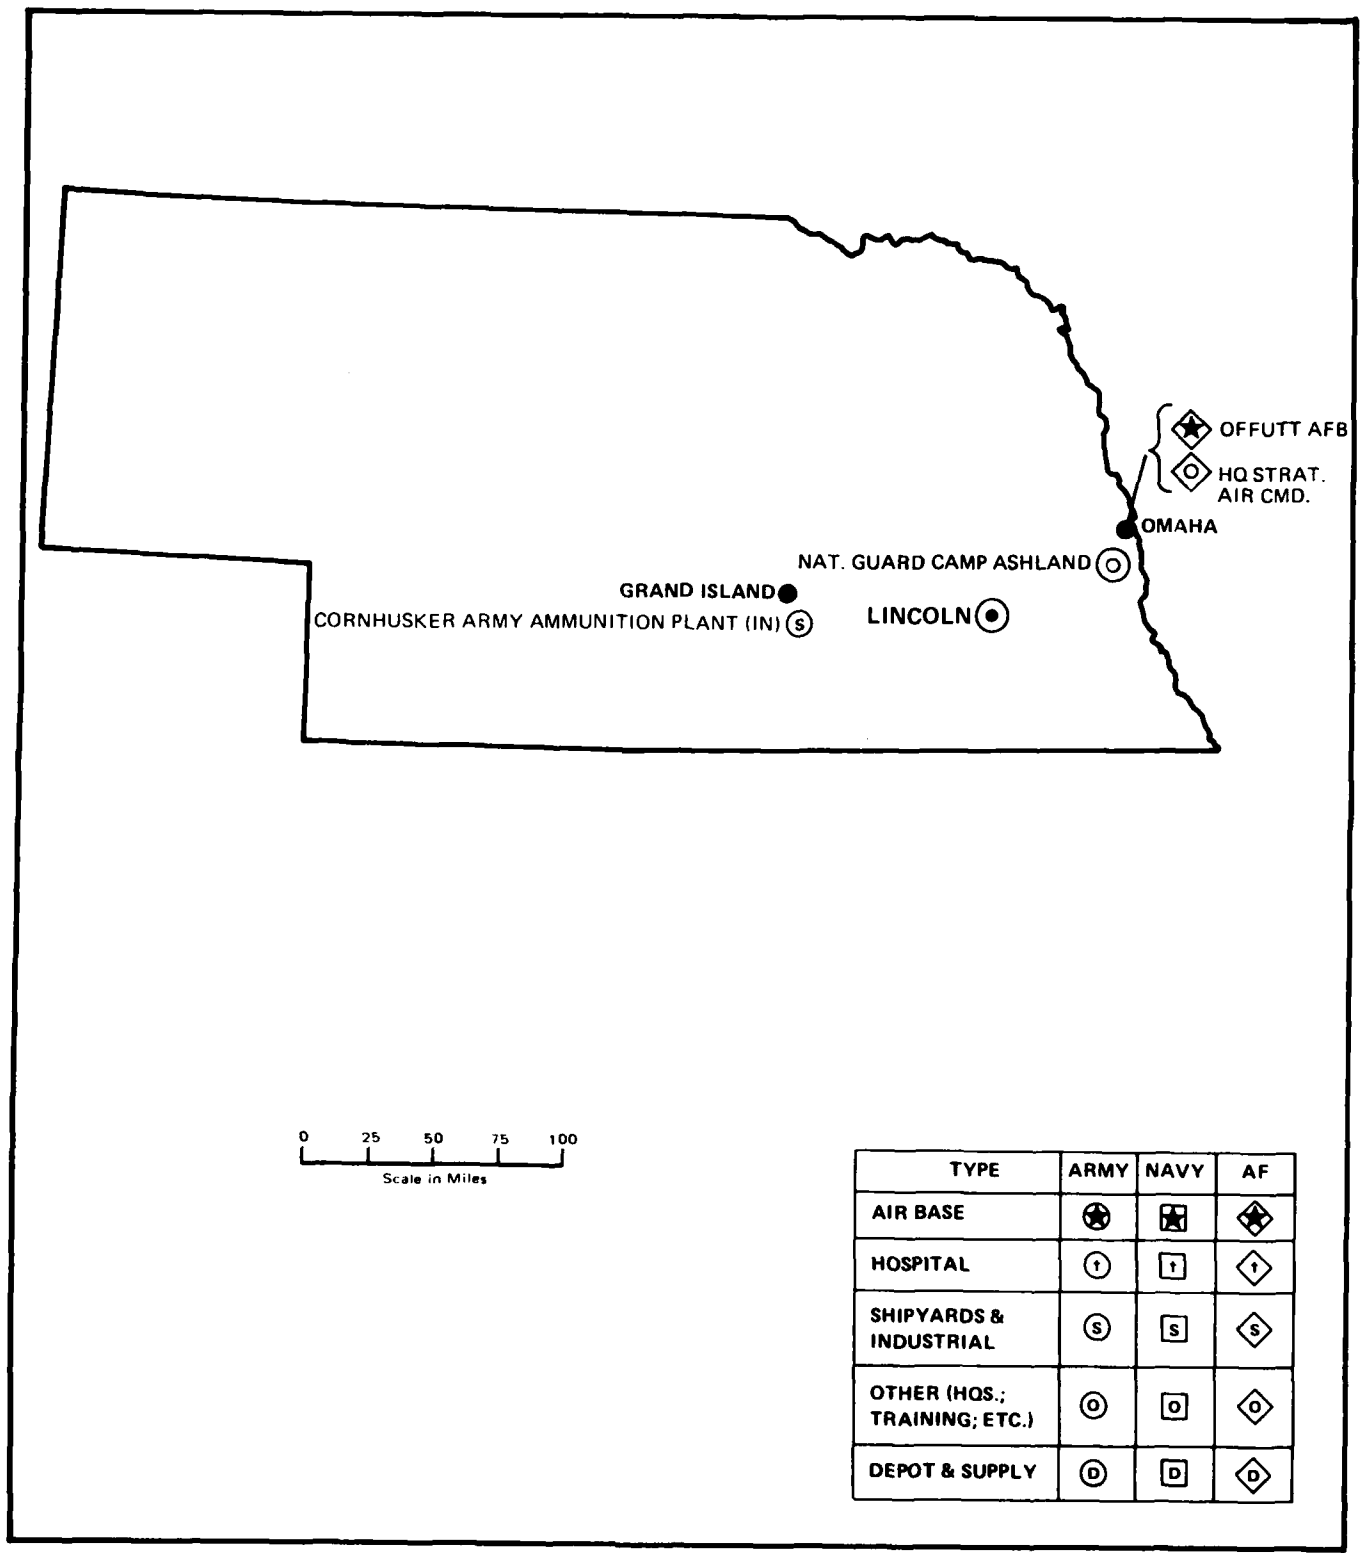 OFFUTT AFB
HQ STRAT.
AIR CMD.
OMAHA
NAT. GUARD CAMP ASHLAND
GRAND ISLAND
LINCOLN
CORNHUSKER ARMY AMMUNITION PLANT (IN) S
0 25 50 75 100
Scale in Miles
TYPE ARMY NAVY AF
AIR BASE
HOSPITAL † † †
SHIPYARDS &
INDUSTRIAL S S S
OTHER (HQS.;
TRAINING; ETC.) O O O
DEPOT & SUPPLY D D D